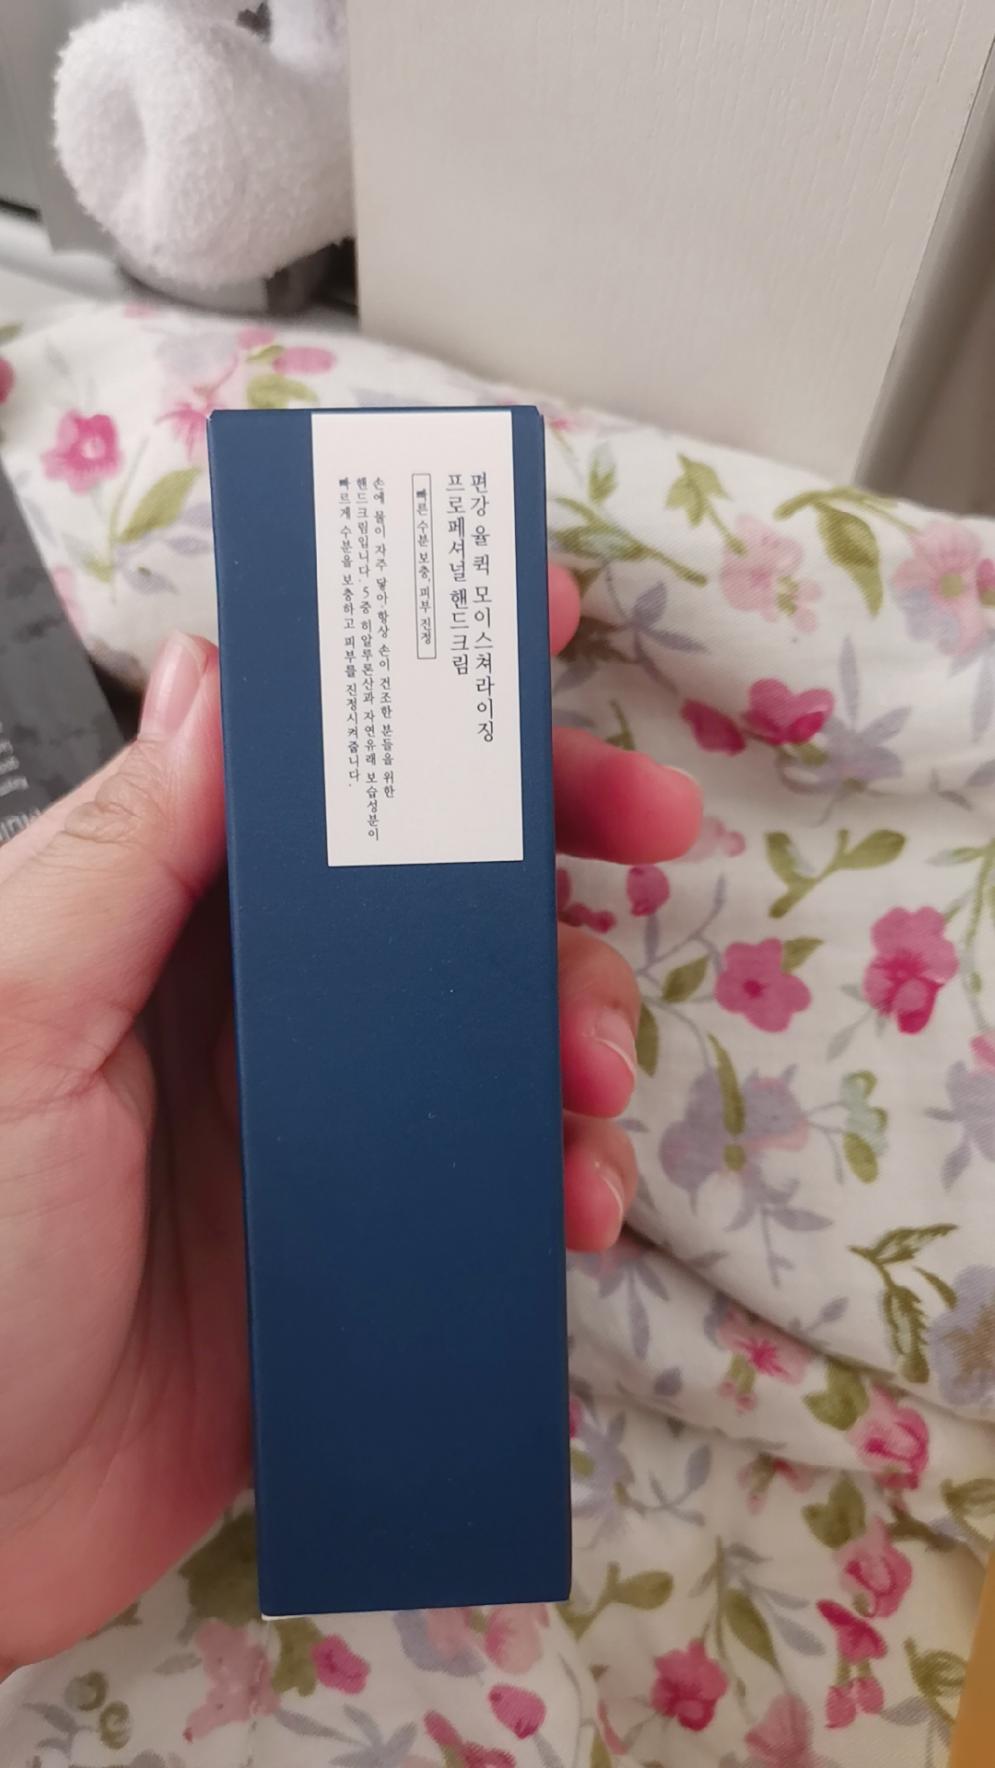 편강 율 퀵 모이스쳐라이징
프로페셔널 핸드크림
빠른 수분 보충, 피부 진정
손에 물이 자주 닿아 항상 손이 건조한 분들을 위한
핸드크림입니다. 5중 히알루론산과 자연유래 보습성분이
빠르게 수분을 보충하고 피부를 진정시켜줍니다.